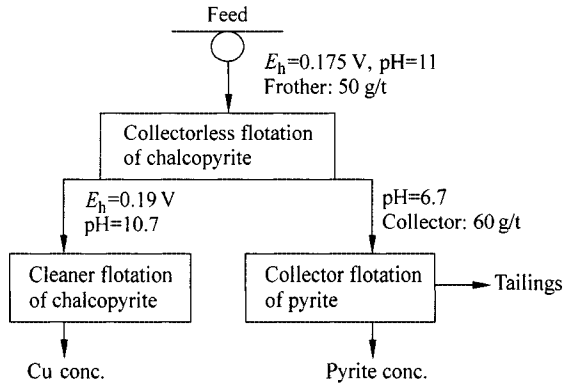 Feed
Eh=0.175 V, pH=11
Frother: 50 g/t
Collectorless flotation
of chalcopyrite
Eh=0.19 V
pH=10.7
pH=6.7
Collector: 60 g/t
Cleaner flotation
of chalcopyrite
Collector flotation
of pyrite
Tailings
Cu conc.
Pyrite conc.